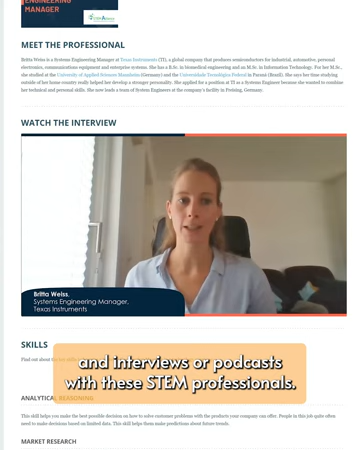 ENGINEERING
MANAGER
MEET THE PROFESSIONAL
Britta Weiss is a Systems Engineering Manager at Texas Instruments (TI), a global company that produces semiconductors for industrial, automotive, personal
electronics, communications equipment and enterprise systems. She has a B.Sc. in biomedical engineering and an M.Sc. in Information Technology. For her M.Sc.,
she studied at the University of Applied Sciences Mannheim (Germany) and the Universidade Tecnológica Federal in Paraná (Brazil). She says her time studying
outside of her home country really helped her develop a stronger personality. She applied for a position at TI as a Systems Engineer because she wanted to combine
her technical and personal skills. She now leads a team of System Engineers at the company's facility in Freising, Germany.
WATCH THE INTERVIEW
Britta Weiss,
Systems Engineering Manager,
Texas Instruments
SKILLS
Find out about
and interviews or podcasts
with these STEM professionals.
ANALYTICAL REASONING
This skill helps you make the best possible decision on how to solve customer problems with the products your company can offer. People in this job quite often
need to make decisions based on limited data. This skill helps them make predictions about future trends.
MARKET RESEARCH